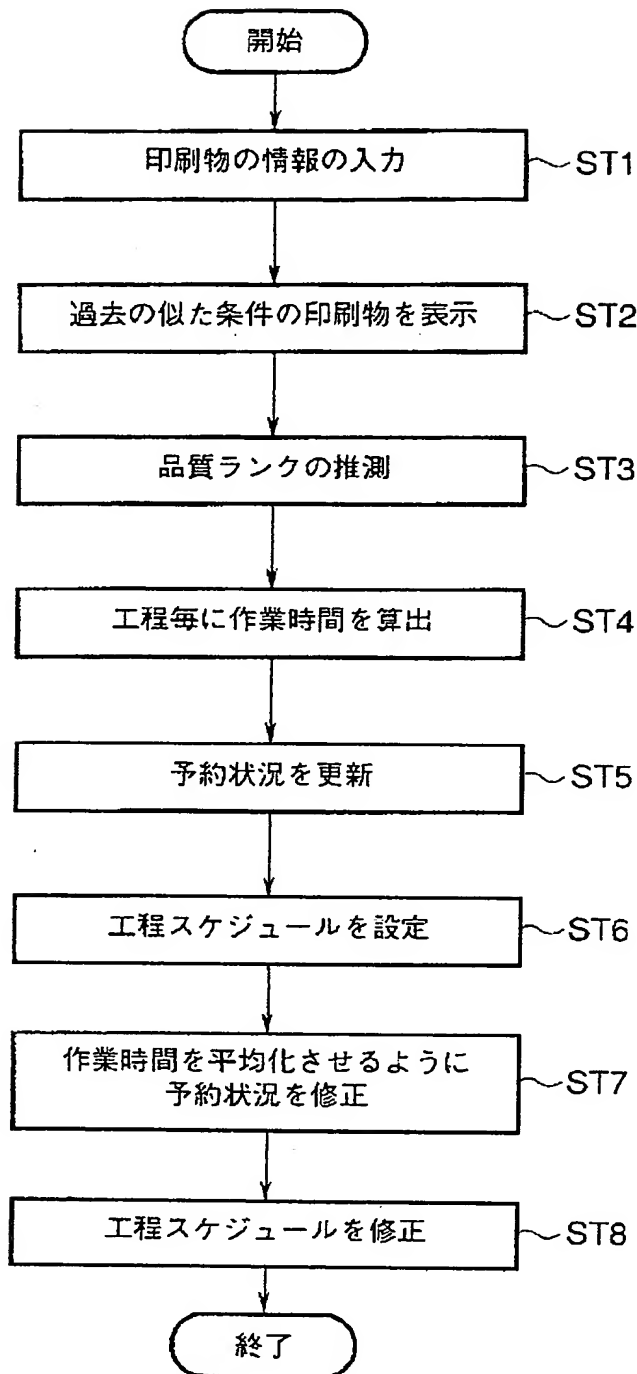 開始
印刷物の情報の入力 ST1
過去の似た条件の印刷物を表示 ST2
品質ランクの推測 ST3
工程毎に作業時間を算出 ST4
予約状況を更新 ST5
工程スケジュールを設定 ST6
作業時間を平均化させるように
予約状況を修正 ST7
工程スケジュールを修正 ST8
終了